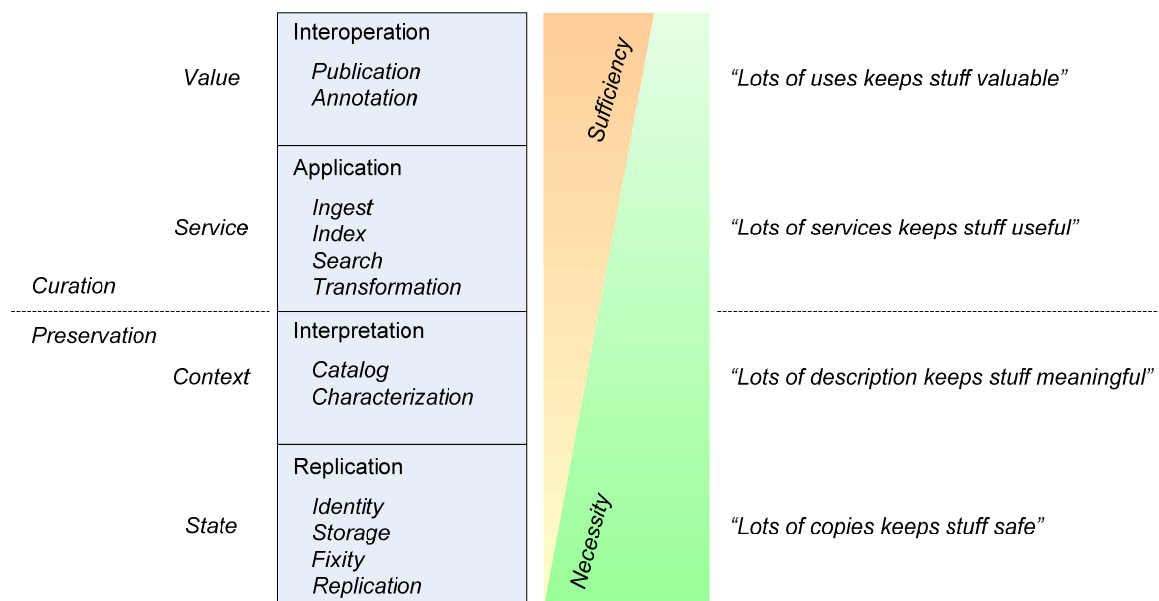 Value
Interoperation
Publication
Annotation
Sufficiency
“Lots of uses keeps stuff valuable”
Service
Application
Ingest
Index
Search
Transformation
“Lots of services keeps stuff useful”
Curation
Preservation
Context
Interpretation
Catalog
Characterization
“Lots of description keeps stuff meaningful”
State
Replication
Identity
Storage
Fixity
Replication
Necessity
“Lots of copies keeps stuff safe”